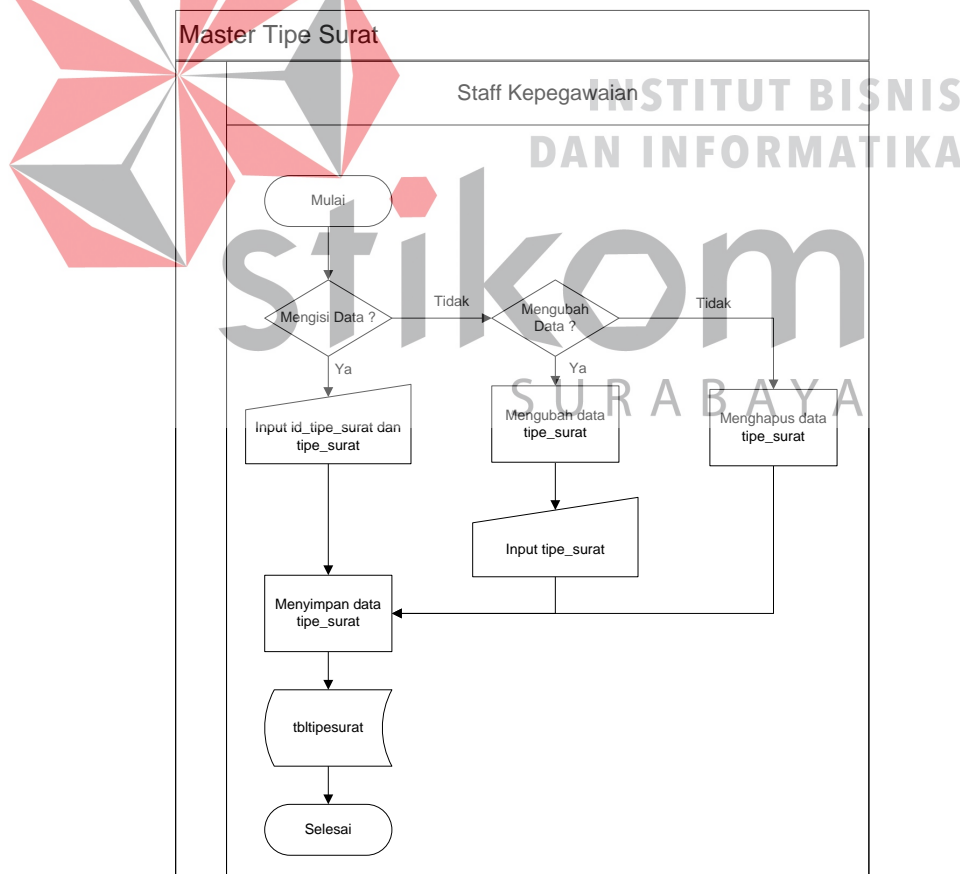 Master Tipe Surat
Staff Kepegawaian
INSTITUT BISNIS
DAN INFORMATIKA
stikom
SURABAYA
Mulai
Mengisi Data ?
Tidak
Mengubah
Data ?
Tidak
Ya
Ya
Input id_tipe_surat dan
tipe_surat
Mengubah data
tipe_surat
Menghapus data
tipe_surat
Input tipe_surat
Menyimpan data
tipe_surat
tbltipesurat
Selesai